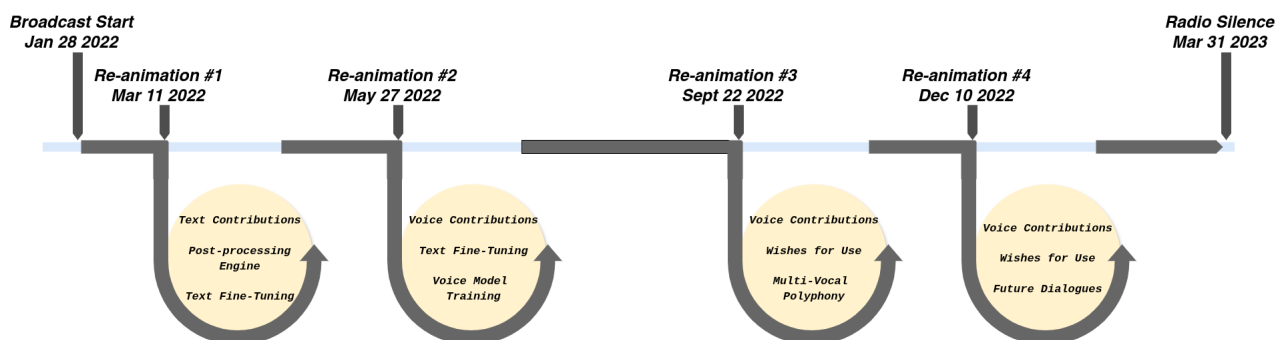 Broadcast Start
Jan 28 2022
Re-animation #1
Mar 11 2022
Re-animation #2
May 27 2022
Re-animation #3
Sept 22 2022
Re-animation #4
Dec 10 2022
Radio Silence
Mar 31 2023
Text Contributions
Post-processing
Engine
Text Fine-Tuning
Voice Contributions
Text Fine-Tuning
Voice Model
Training
Voice Contributions
Wishes for Use
Multi-Vocal
Polyphony
Voice Contributions
Wishes for Use
Future Dialogues